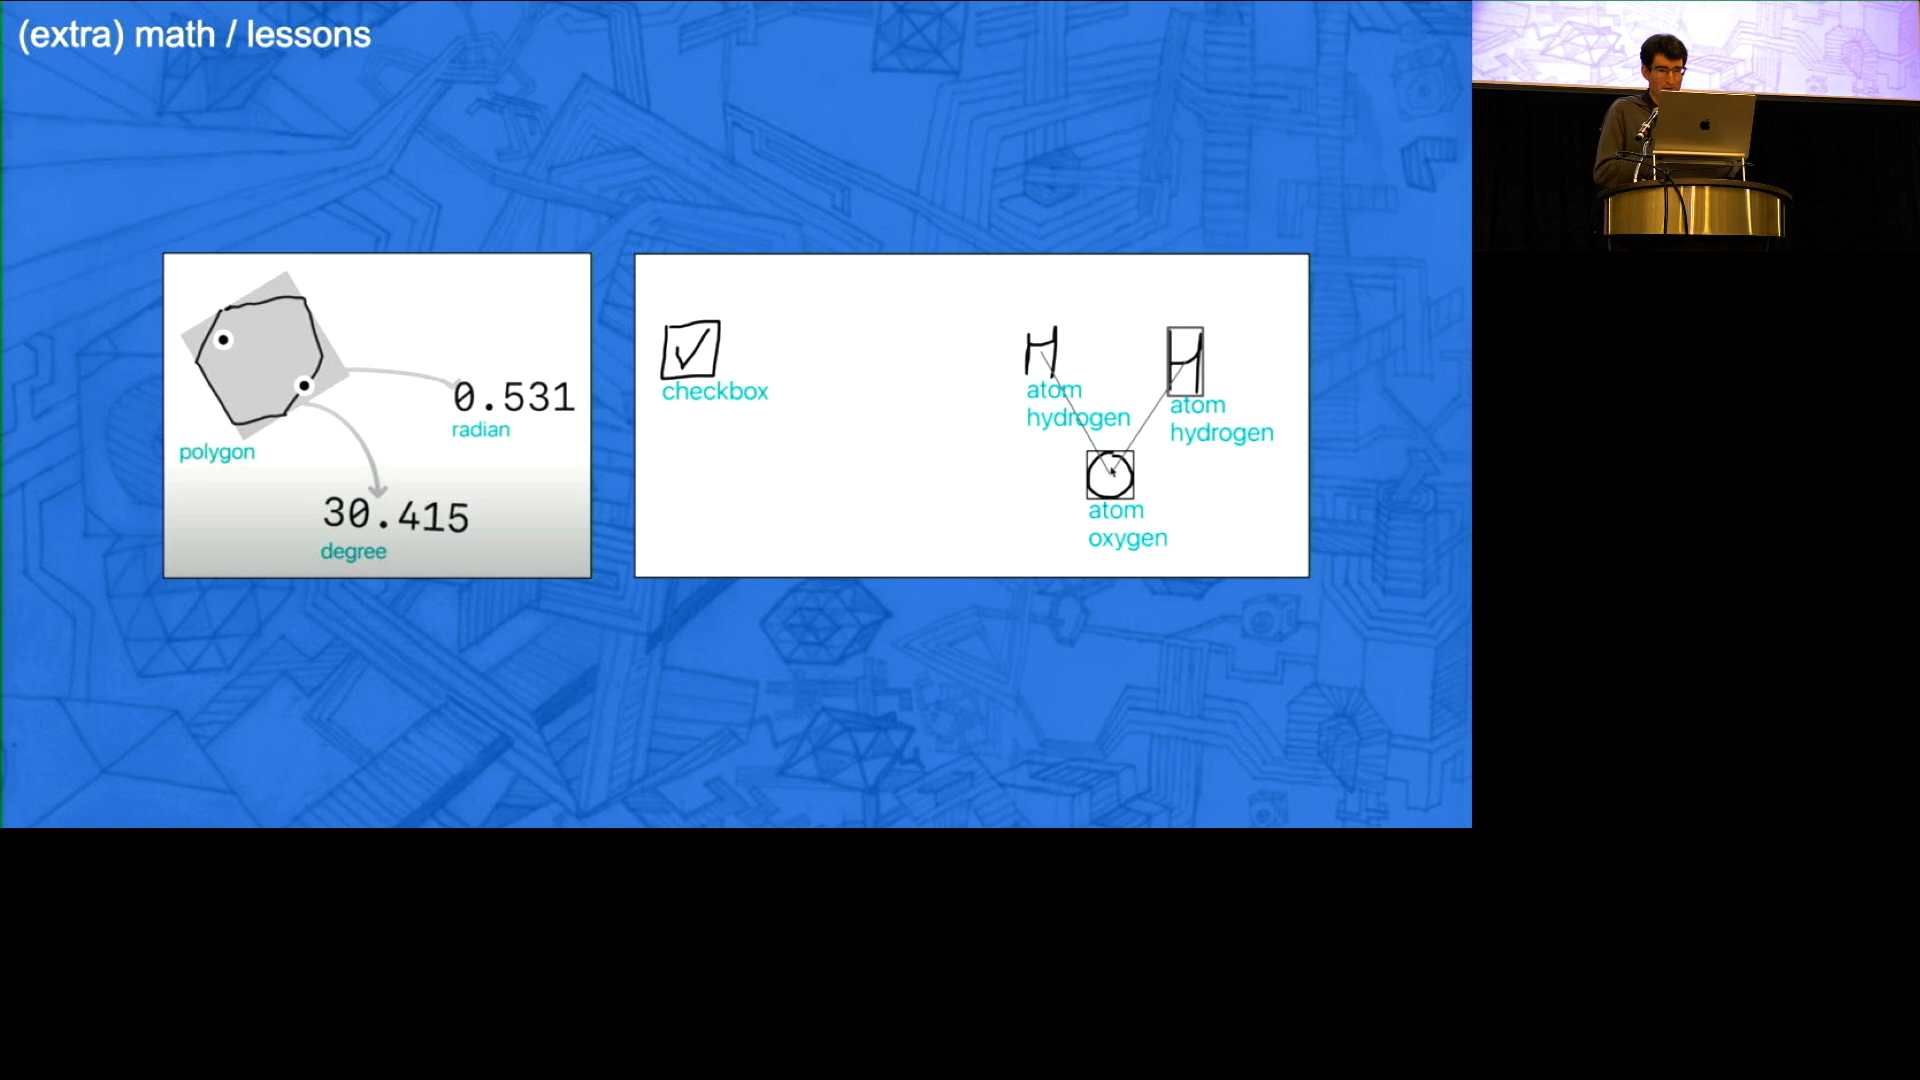 (extra) math / lessons
0.531
radian
polygon
30.415
degree
checkbox
H
atom
hydrogen
H
atom
hydrogen
O
atom
oxygen